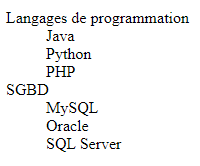 Langages de programmation
Java
Python
PHP
SGBD
MySQL
Oracle
SQL Server